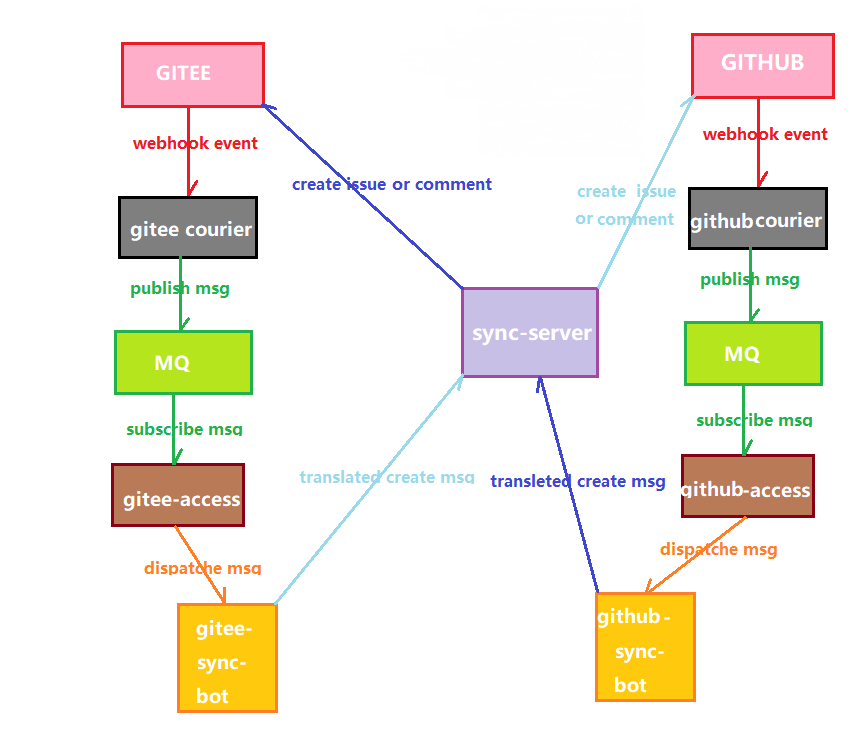 GITEE
GITHUB
webhook event
webhook event
create issue or comment
create issue
or comment
gitee courier
github courier
publish msg
publish msg
sync-server
MQ
MQ
subscribe msg
subscribe msg
translated create msg
transleted create msg
gitee-access
github-access
dispatche msg
dispatche msg
gitee-
sync-
bot
github-
sync-
bot